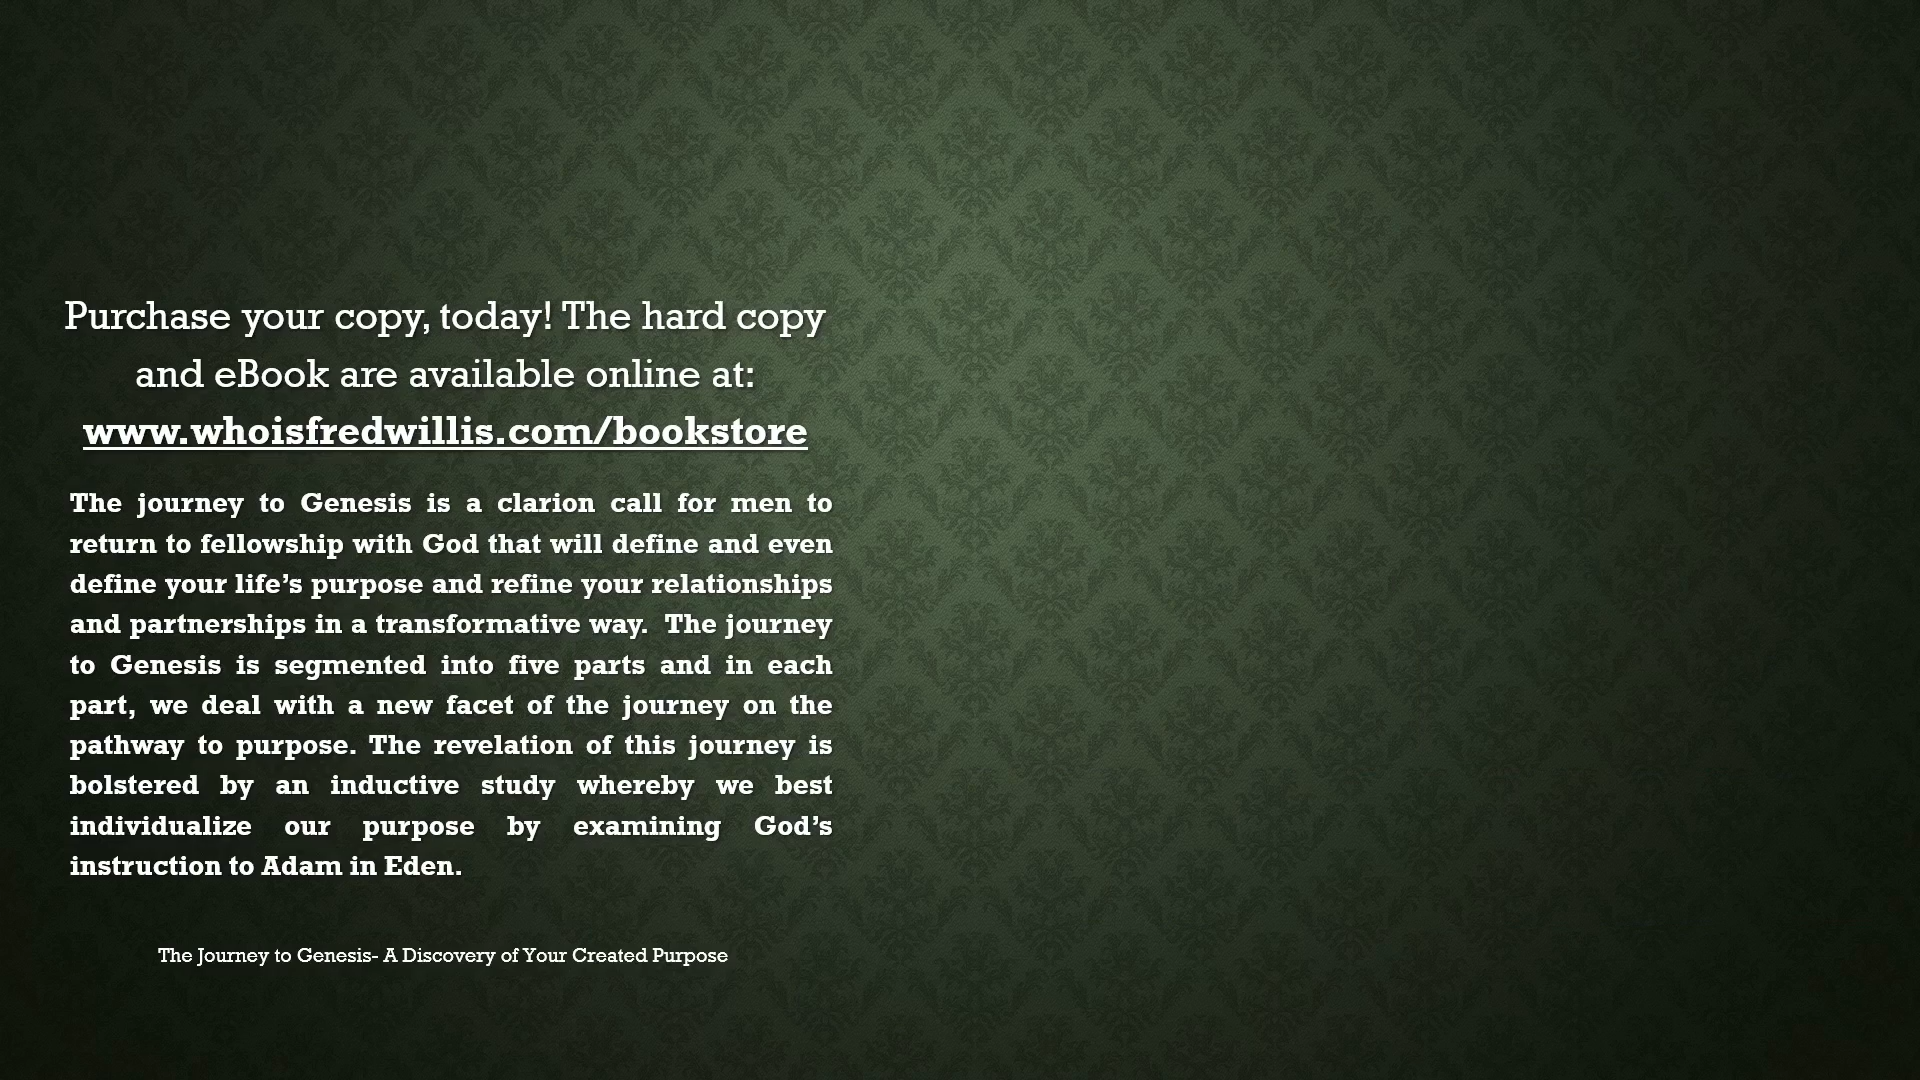 Purchase your copy, today! The hard copy
and eBook are available online at:
www.whoisfredwillis.com/bookstore
The journey to Genesis is a clarion call for men to
return to fellowship with God that will define and even
define your life’s purpose and refine your relationships
and partnerships in a transformative way.  The journey
to Genesis is segmented into five parts and in each
part, we deal with a new facet of the journey on the
pathway to purpose. The revelation of this journey is
bolstered by an inductive study whereby we best
individualize our purpose by examining God’s
instruction to Adam in Eden.
The Journey to Genesis- A Discovery of Your Created Purpose